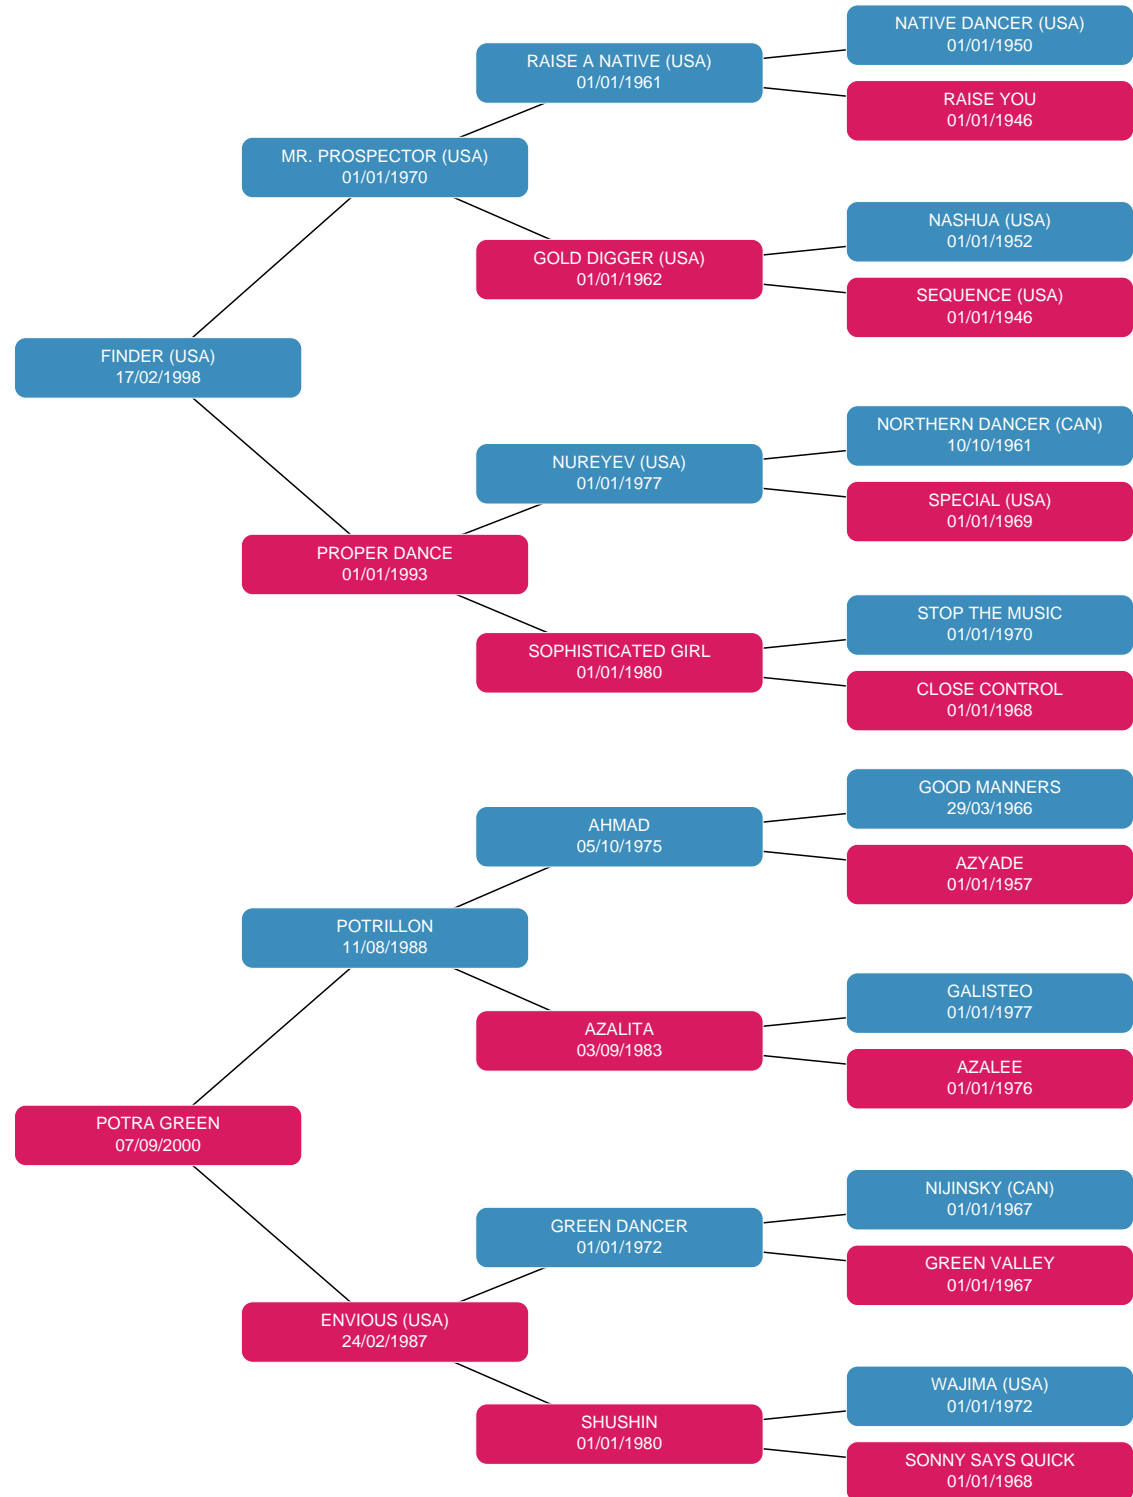 NATIVE DANCER (USA)
01/01/1950
RAISE A NATIVE (USA)
01/01/1961
RAISE YOU
01/01/1946
MR. PROSPECTOR (USA)
01/01/1970
NASHUA (USA)
01/01/1952
GOLD DIGGER (USA)
01/01/1962
SEQUENCE (USA)
01/01/1946
FINDER (USA)
17/02/1998
NORTHERN DANCER (CAN)
10/10/1961
NUREYEV (USA)
01/01/1977
SPECIAL (USA)
01/01/1969
PROPER DANCE
01/01/1993
STOP THE MUSIC
01/01/1970
SOPHISTICATED GIRL
01/01/1980
CLOSE CONTROL
01/01/1968
GOOD MANNERS
29/03/1966
AHMAD
05/10/1975
AZYADE
01/01/1957
POTRILLON
11/08/1988
GALISTEO
01/01/1977
AZALITA
03/09/1983
AZALEE
01/01/1976
POTRA GREEN
07/09/2000
NIJINSKY (CAN)
01/01/1967
GREEN DANCER
01/01/1972
GREEN VALLEY
01/01/1967
ENVIOUS (USA)
24/02/1987
WAJIMA (USA)
01/01/1972
SHUSHIN
01/01/1980
SONNY SAYS QUICK
01/01/1968